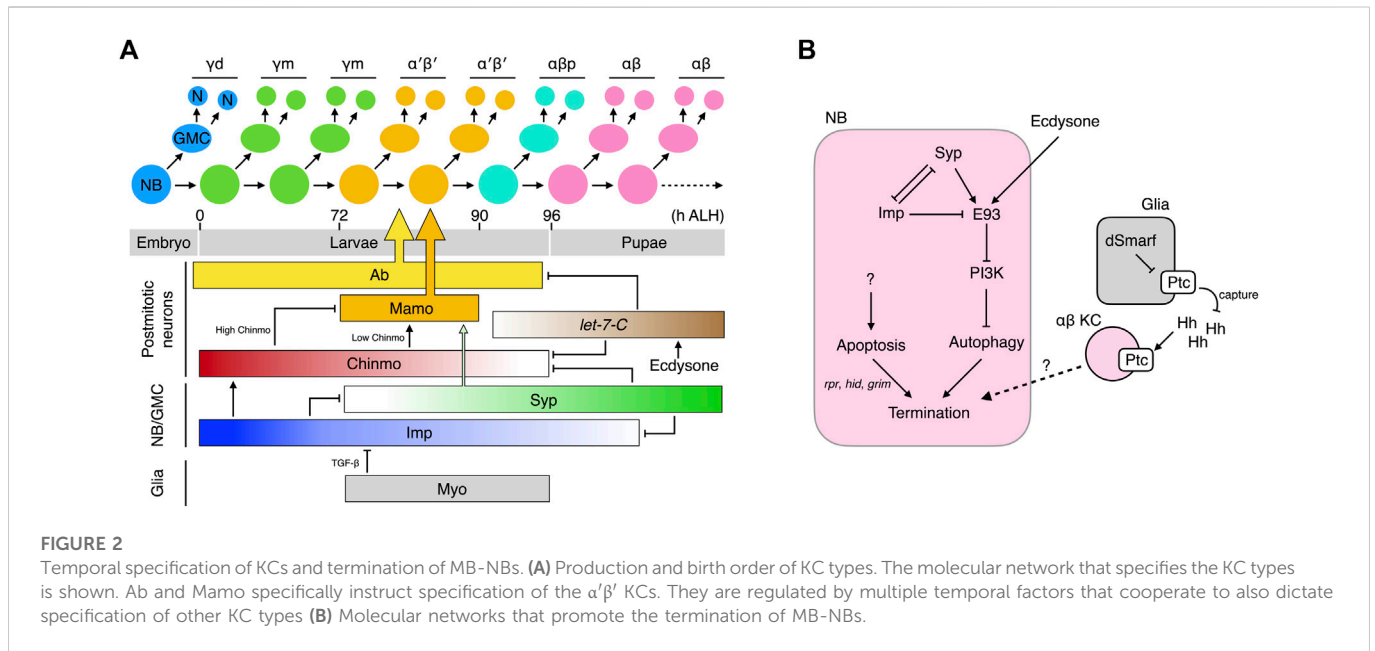 A
γd γm γm α′β′ α′β′ αβp αβ αβ
N N
GMC
NB
0 72 90 96 (h ALH)
Embryo Larvae Pupae
Postmitotic neurons
Ab
Mamo
High Chinmo
Low Chinmo
let-7-C
Chinmo
Ecdysone
NB/GMC
Syp
Imp
Glia
TGF-β
Myo
B
NB
Ecdysone
Syp
Imp
E93
PI3K
?
Apoptosis
Autophagy
rpr, hid, grim
Termination
Glia
dSmarf
Ptc
capture
Hh
Hh
Hh
αβ KC
Ptc
?
FIGURE 2
Temporal specification of KCs and termination of MB-NBs. (A) Production and birth order of KC types. The molecular network that specifies the KC types
is shown. Ab and Mamo specifically instruct specification of the α′β′ KCs. They are regulated by multiple temporal factors that cooperate to also dictate
specification of other KC types (B) Molecular networks that promote the termination of MB-NBs.